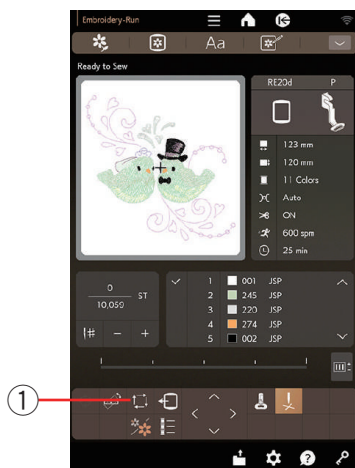 Embroidery-Run
Aa
Ready to Sew
RE20d P
123 mm
120 mm
11 Colors
Auto
ON
600 spm
25 min
0
10,059
ST
1 001 JSP
2 245 JSP
3 220 JSP
4 274 JSP
5 002 JSP
# - +
1